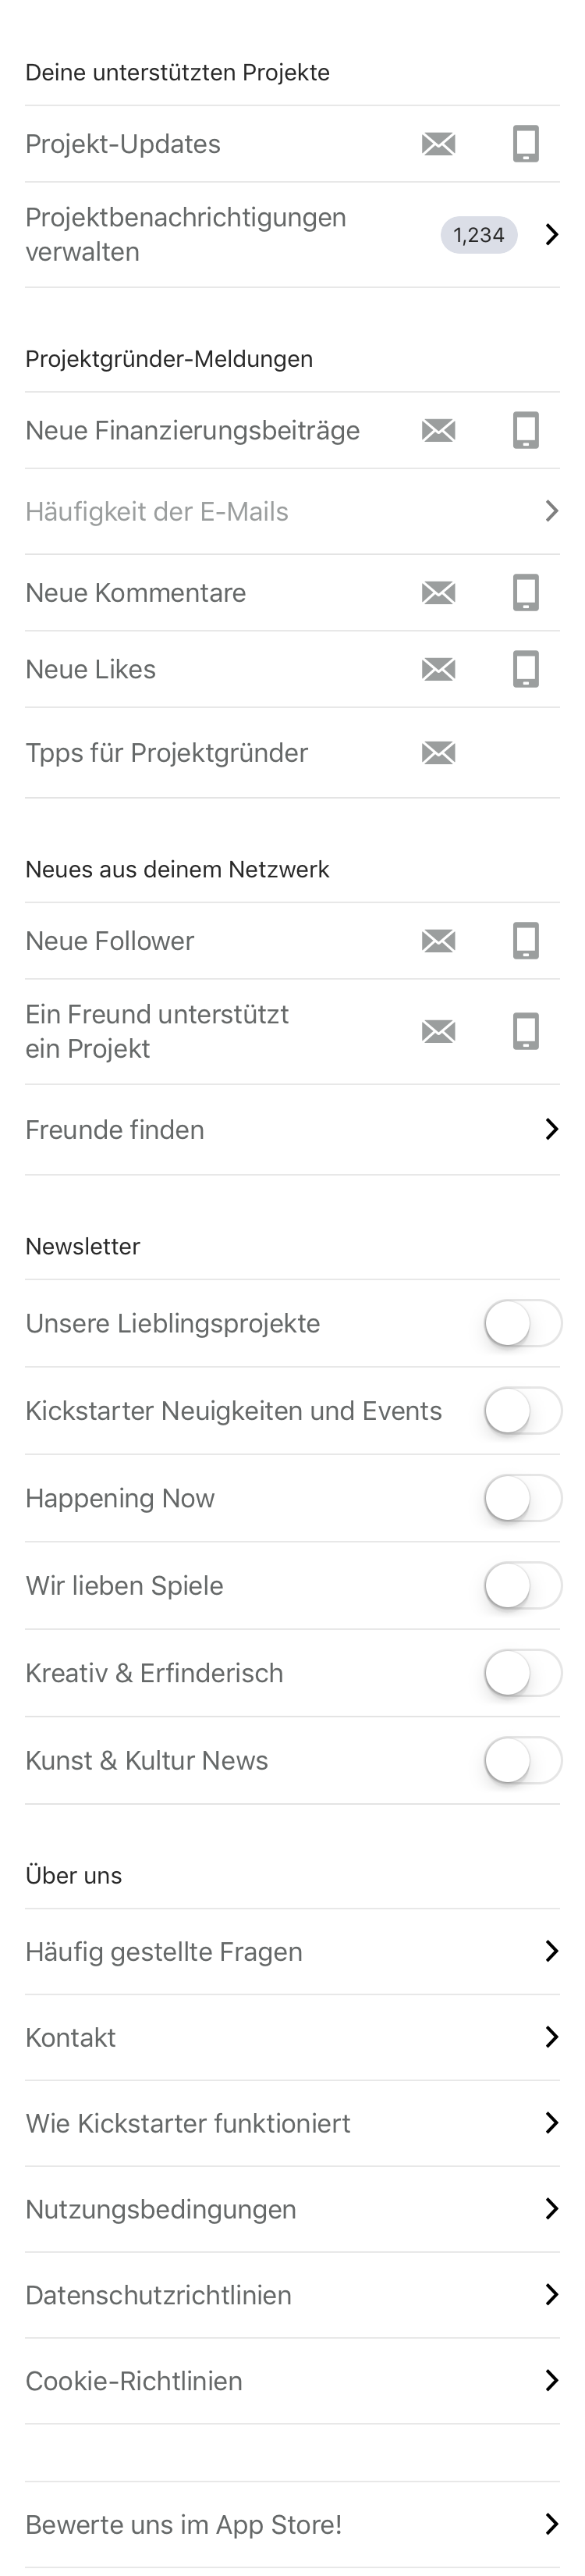 Deine unterstützten Projekte
Projekt-Updates
Projektbenachrichtigungen
verwalten
1,234
Projektgründer-Meldungen
Neue Finanzierungsbeiträge
Häufigkeit der E-Mails
Neue Kommentare
Neue Likes
Tpps für Projektgründer
Neues aus deinem Netzwerk
Neue Follower
Ein Freund unterstützt
ein Projekt
Freunde finden
Newsletter
Unsere Lieblingsprojekte
Kickstarter Neuigkeiten und Events
Happening Now
Wir lieben Spiele
Kreativ & Erfinderisch
Kunst & Kultur News
Über uns
Häufig gestellte Fragen
Kontakt
Wie Kickstarter funktioniert
Nutzungsbedingungen
Datenschutzrichtlinien
Cookie-Richtlinien
Bewerte uns im App Store!